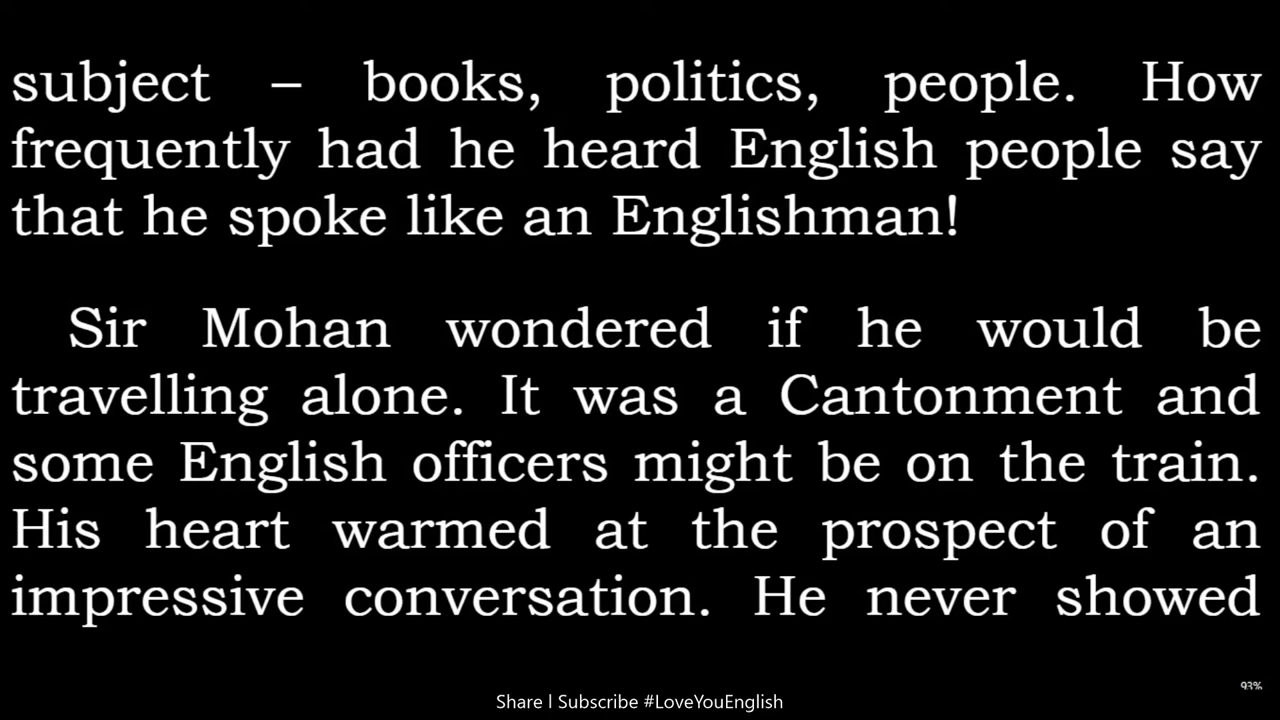 subject – books, politics, people. How
frequently had he heard English people say
that he spoke like an Englishman!
Sir Mohan wondered if he would be
travelling alone. It was a Cantonment and
some English officers might be on the train.
His heart warmed at the prospect of an
impressive conversation. He never showed
93%
Share | Subscribe #LoveYouEnglish